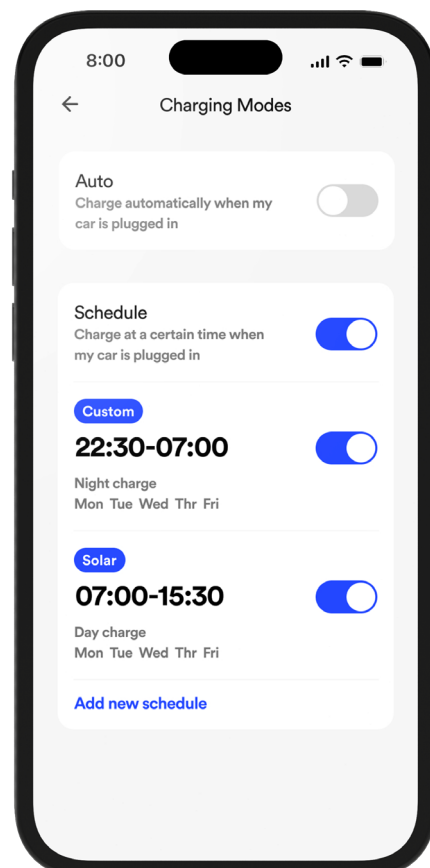 8:00
Charging Modes
Auto
Charge automatically when my
car is plugged in
Schedule
Charge at a certain time when
my car is plugged in
Custom
22:30-07:00
Night charge
Mon Tue Wed Thr Fri
Solar
07:00-15:30
Day charge
Mon Tue Wed Thr Fri
Add new schedule